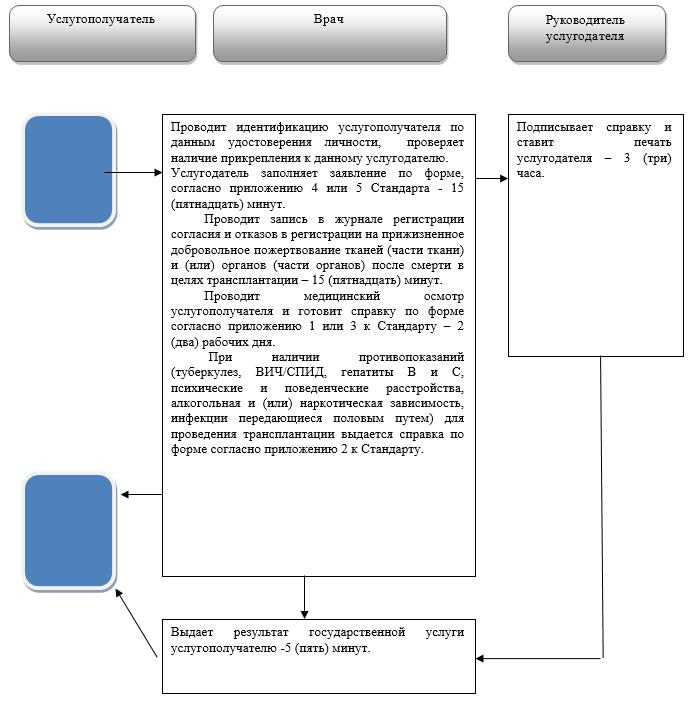 Услугополучатель
Врач
Руководитель
услугодателя
Проводит идентификацию услугополучателя по
данным удостоверения личности, проверяет
наличие прикрепления к данному услугодателю.
Услугодатель заполняет заявление по форме,
согласно приложению 4 или 5 Стандарта - 15
(пятнадцать) минут.
Проводит запись в журнале регистрации
согласия и отказов в регистрации на прижизненное
добровольное пожертвование тканей (части ткани)
и (или) органов (части органов) после смерти в
целях трансплантации – 15 (пятнадцать) минут.
Проводит медицинский осмотр
услугополучателя и готовит справку по форме
согласно приложению 1 или 3 к Стандарту – 2
(два) рабочих дня.
При наличии противопоказаний
(туберкулез, ВИЧ/СПИД, гепатиты В и С,
психические и поведенческие расстройства,
алкогольная и (или) наркотическая зависимость,
инфекции передающиеся половым путем) для
проведения трансплантации выдается справка по
форме согласно приложению 2 к Стандарту.
Подписывает справку и
ставит печать
услугодателя – 3 (три)
часа.
Выдает результат государственной услуги
услугополучателю -5 (пять) минут.